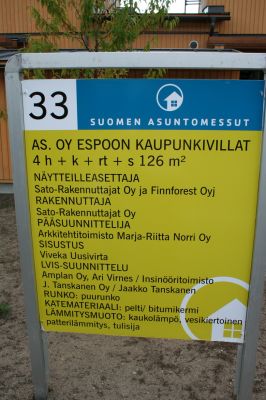 33
SUOMEN ASUNTOMESSUT
AS. OY ESPOON KAUPUNKIVILLAT
4 h + k + rt + s 126 m²
NÄYTTEILLEASETTAJA
Sato-Rakennuttajat Oy ja Finnforest Oyj
RAKENNUTTAJA
Sato-Rakennuttajat Oy
PÄÄSUUNNITTELIJA
Arkkitehtitoimisto Marja-Riitta Norri Oy
SISUSTUS
Viveka Uusivirta
LVIS-SUUNNITTELU
Amplan Oy, Ari Virnes / Insinööritoimisto
J. Tanskanen Oy / Jaakko Tanskanen
RUNKO: puurunko
KATEMATERIAALI: pelti/ bitumikermi
LÄMMITYSMUOTO: kaukolämpö, vesikiertoinen
patterilämmitys, tulisija